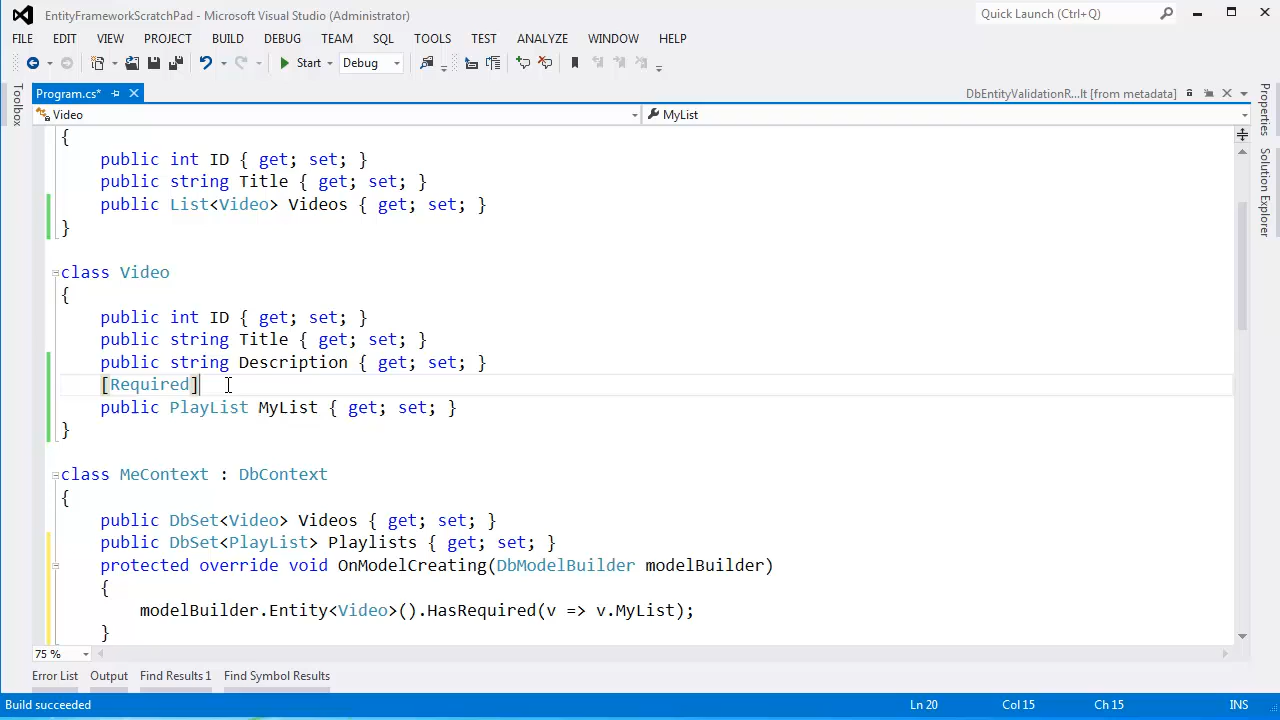 EntityFrameworkScratchPad - Microsoft Visual Studio (Administrator)
Quick Launch (Ctrl+Q)
FILE EDIT VIEW PROJECT BUILD DEBUG TEAM SQL TOOLS TEST ANALYZE WINDOW HELP
Start Debug
Toolbox
Program.cs*
DbEntityValidationR...lt [from metadata]
Properties
Solution Explorer
Video
MyList
{
public int ID { get; set; }
public string Title { get; set; }
public List<Video> Videos { get; set; }
}
class Video
{
public int ID { get; set; }
public string Title { get; set; }
public string Description { get; set; }
[Required]
public PlayList MyList { get; set; }
}
class MeContext : DbContext
{
public DbSet<Video> Videos { get; set; }
public DbSet<PlayList> Playlists { get; set; }
protected override void OnModelCreating(DbModelBuilder modelBuilder)
{
modelBuilder.Entity<Video>().HasRequired(v => v.MyList);
}
75 %
Error List Output Find Results 1 Find Symbol Results
Build succeeded Ln 20 Col 15 Ch 15 INS